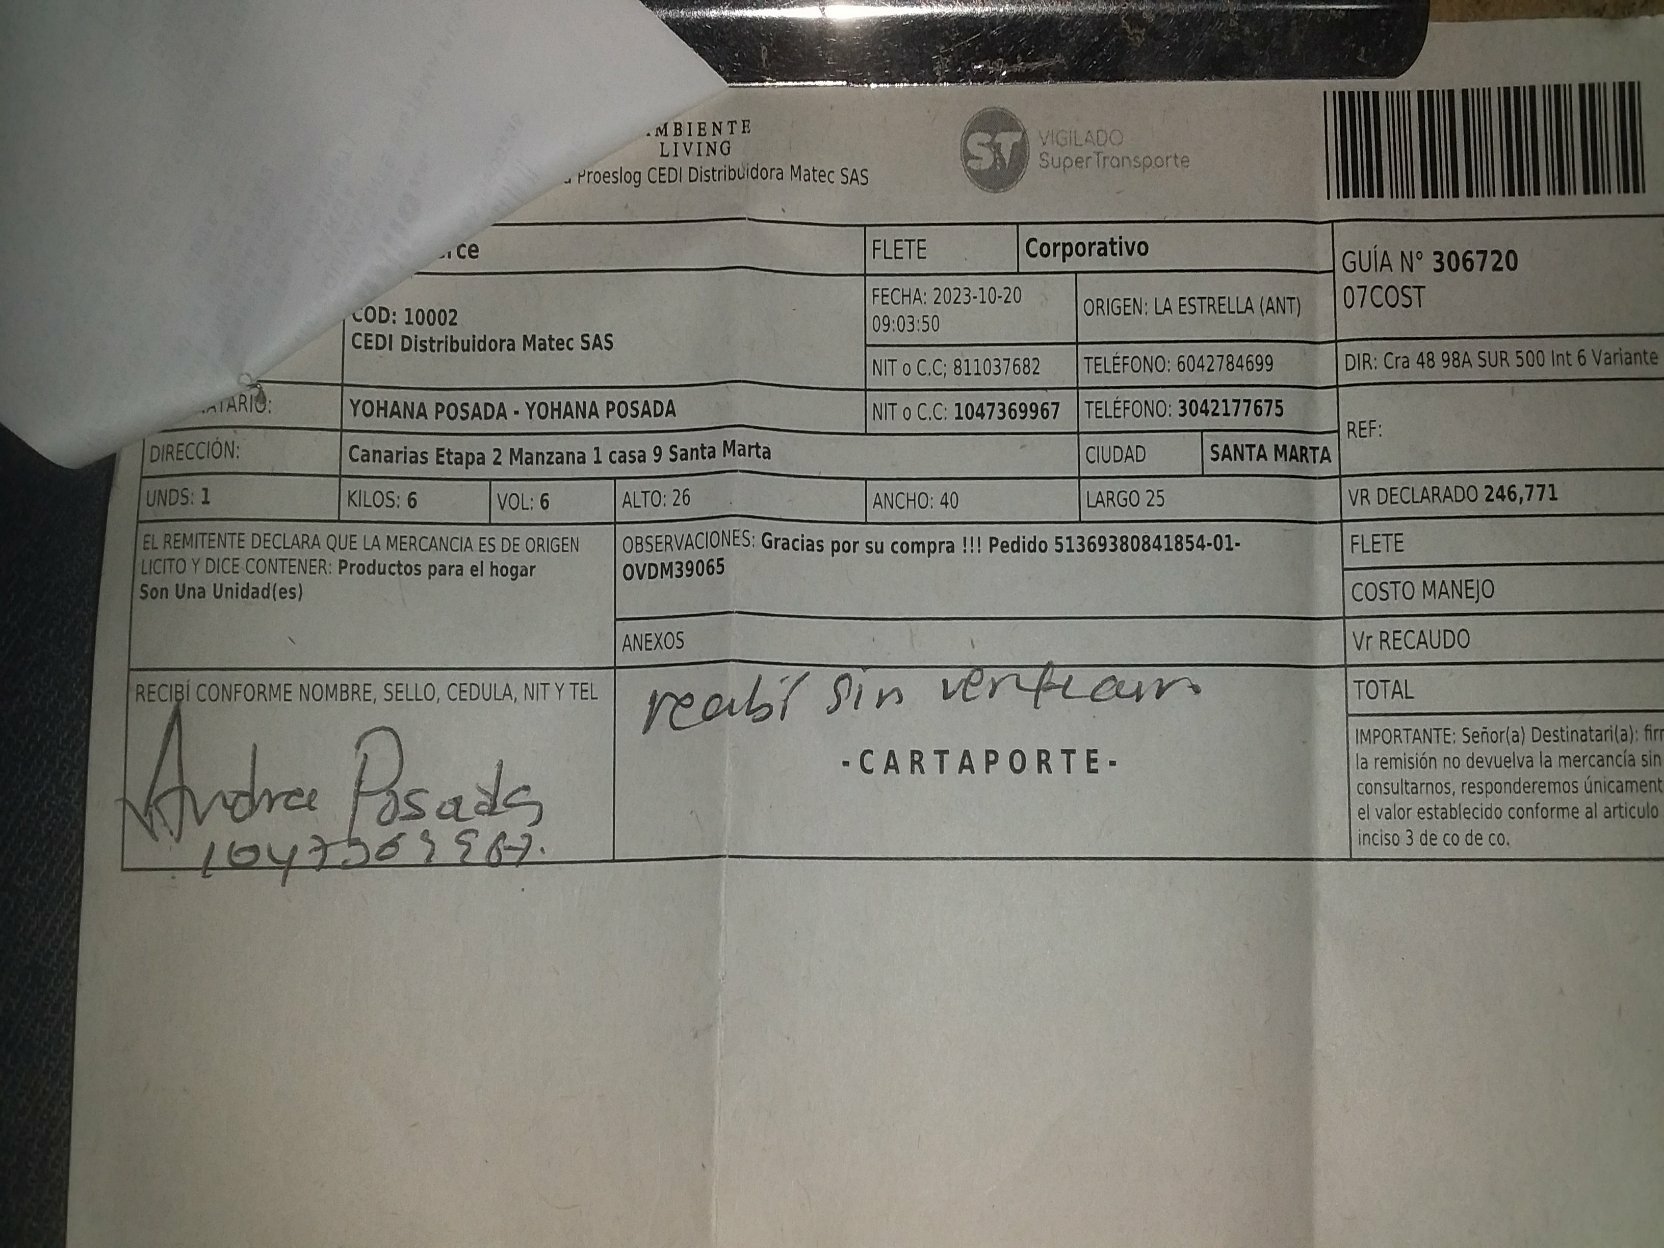 AMBIENTE
LIVING
Proeslog CEDI Distribuidora Matec SAS
ST VIGILADO
SuperTransporte
FLETE Corporativo
GUÍA N° 306720
07COST
COD: 10002
CEDI Distribuidora Matec SAS
FECHA: 2023-10-20
09:03:50
ORIGEN: LA ESTRELLA (ANT)
NIT o C.C; 811037682 TELÉFONO: 6042784699 DIR: Cra 48 98A SUR 500 Int 6 Variante
ATARIO: YOHANA POSADA - YOHANA POSADA NIT o C.C: 1047369967 TELÉFONO: 3042177675
REF:
DIRECCIÓN: Canarias Etapa 2 Manzana 1 casa 9 Santa Marta CIUDAD SANTA MARTA
UNDS: 1 KILOS: 6 VOL: 6 ALTO: 26 ANCHO: 40 LARGO 25 VR DECLARADO 246,771
EL REMITENTE DECLARA QUE LA MERCANCIA ES DE ORIGEN
LICITO Y DICE CONTENER: Productos para el hogar
Son Una Unidad(es)
OBSERVACIONES: Gracias por su compra !!! Pedido 51369380841854-01-
OVDM39065
FLETE
COSTO MANEJO
ANEXOS
Vr RECAUDO
RECIBÍ CONFORME NOMBRE, SELLO, CEDULA, NIT Y TEL
recibí sin verificar
TOTAL
-CARTAPORTE-
Andrea Posada
1047369967.
IMPORTANTE: Señor(a) Destinatari(a): firm
la remisión no devuelva la mercancía sin
consultarnos, responderemos únicament
el valor establecido conforme al articulo
inciso 3 de co de co.